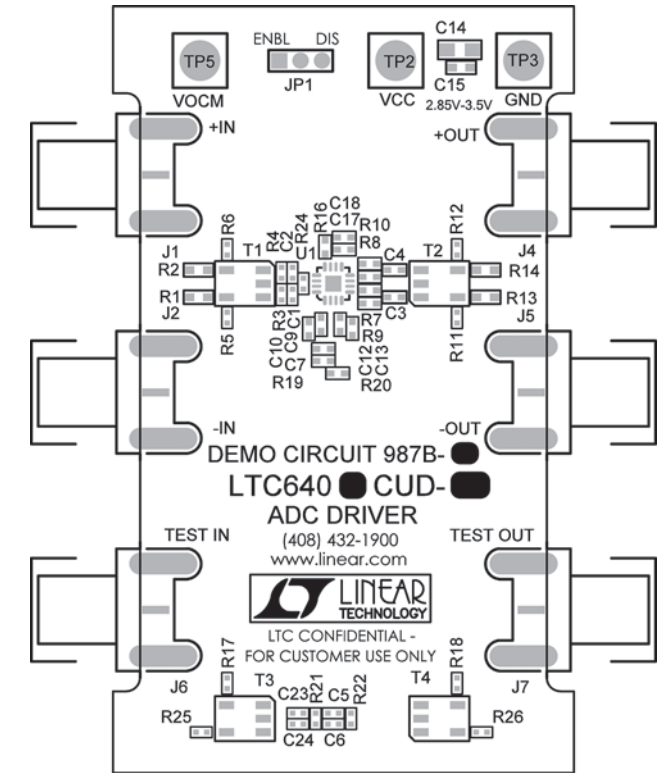 ENBL DIS
C14
TP5
TP2
TP3
JP1
C15
VOCM
VCC
2.85V-3.5V
GND
+IN
+OUT
C18
C17
R16
R24
R10
R8
R6
R4
C2
U1
C4
R12
J1
T1
T2
J4
R2
R14
R1
R13
J2
J5
R5
R3
C1
C10
C9
C7
R19
R7
R9
C3
C12
C13
R20
R11
-IN
-OUT
DEMO CIRCUIT 987B-
LTC640 CUD-
ADC DRIVER
TEST IN
TEST OUT
(408) 432-1900
www.linear.com
LT LINEAR
TECHNOLOGY
LTC CONFIDENTIAL -
FOR CUSTOMER USE ONLY
R17
R18
J6
T3
T4
J7
R25
C23
R21
C5
R22
R26
C24
C6